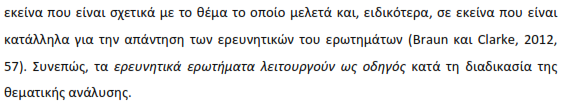 εκείνα που είναι σχετικά με το θέμα το οποίο μελετά και, ειδικότερα, σε εκείνα που είναι
κατάλληλα για την απάντηση των ερευνητικών του ερωτημάτων (Braun και Clarke, 2012,
57). Συνεπώς, τα ερευνητικά ερωτήματα λειτουργούν ως οδηγός κατά τη διαδικασία της
θεματικής ανάλυσης.